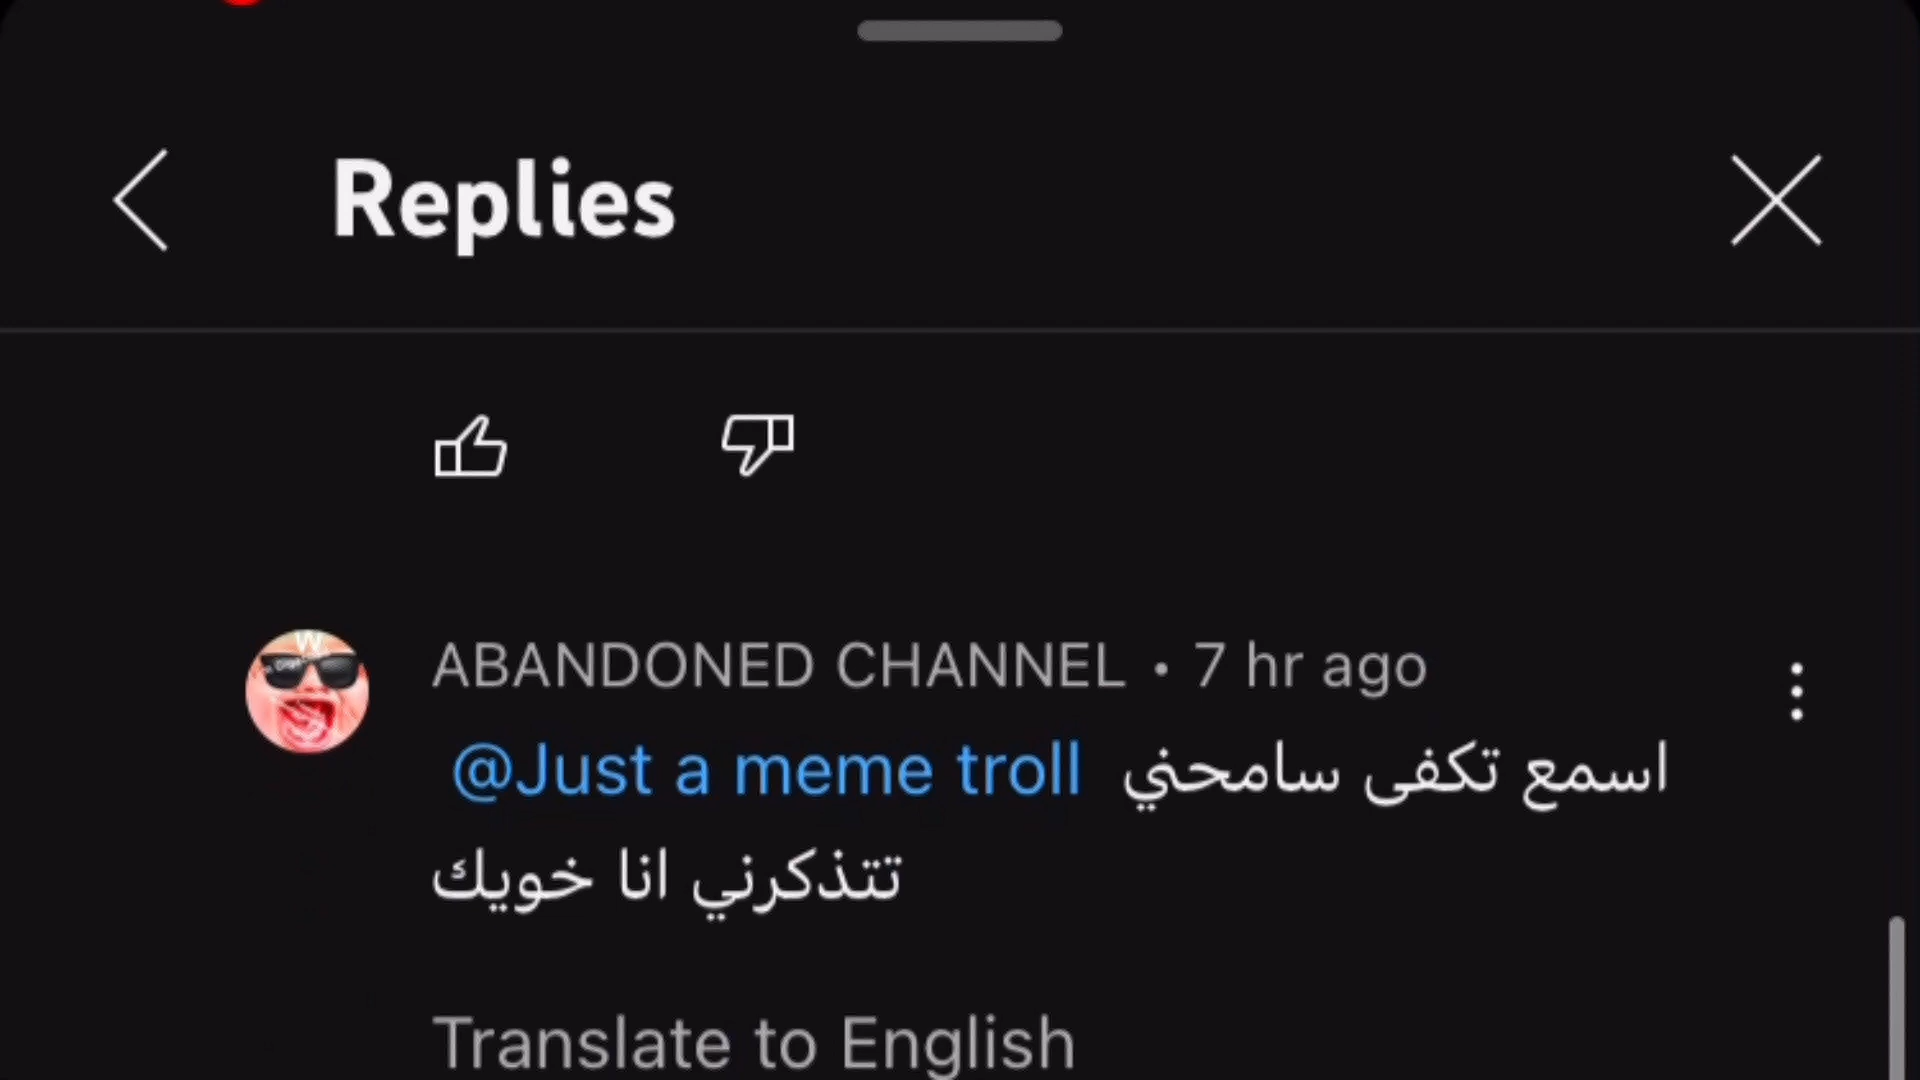 Replies
ABANDONED CHANNEL • 7 hr ago
@Just a meme troll اسمع تكفى سامحني
تتذكرني انا خويك
Translate to English